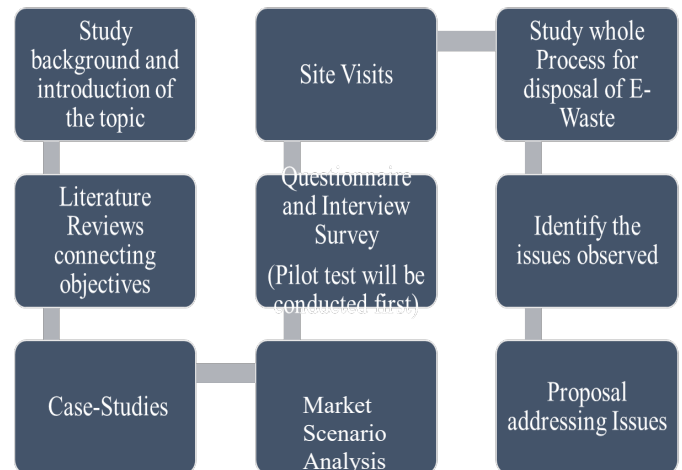 Study
background and
introduction of
the topic
Literature
Reviews
connecting
objectives
Case-Studies
Market
Scenario
Analysis
Questionnaire
and Interview
Survey
(Pilot test will be
conducted first)
Site Visits
Study whole
Process for
disposal of E-
Waste
Identify the
issues observed
Proposal
addressing Issues